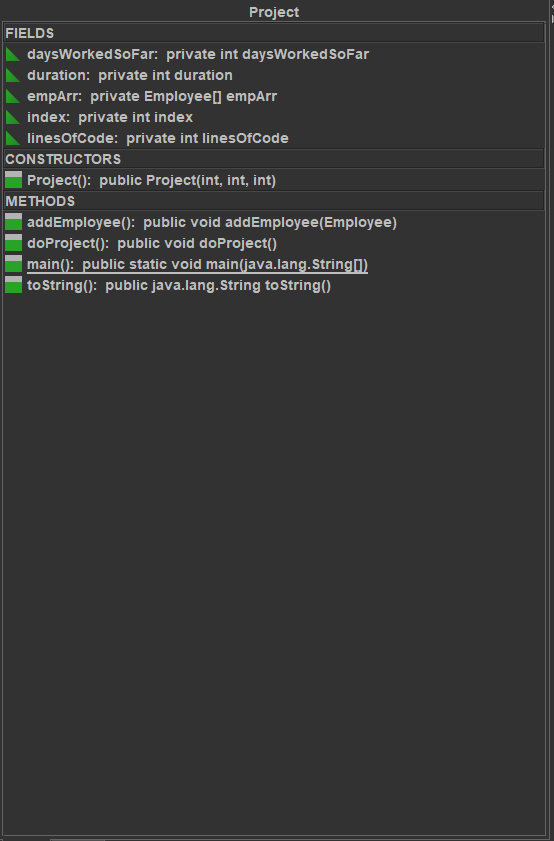 Project
FIELDS
daysWorkedSoFar: private int daysWorkedSoFar
duration: private int duration
empArr: private Employee[] empArr
index: private int index
linesOfCode: private int linesOfCode
CONSTRUCTORS
Project(): public Project(int, int, int)
METHODS
addEmployee(): public void addEmployee(Employee)
doProject(): public void doProject()
main(): public static void main(java.lang.String[])
toString(): public java.lang.String toString()